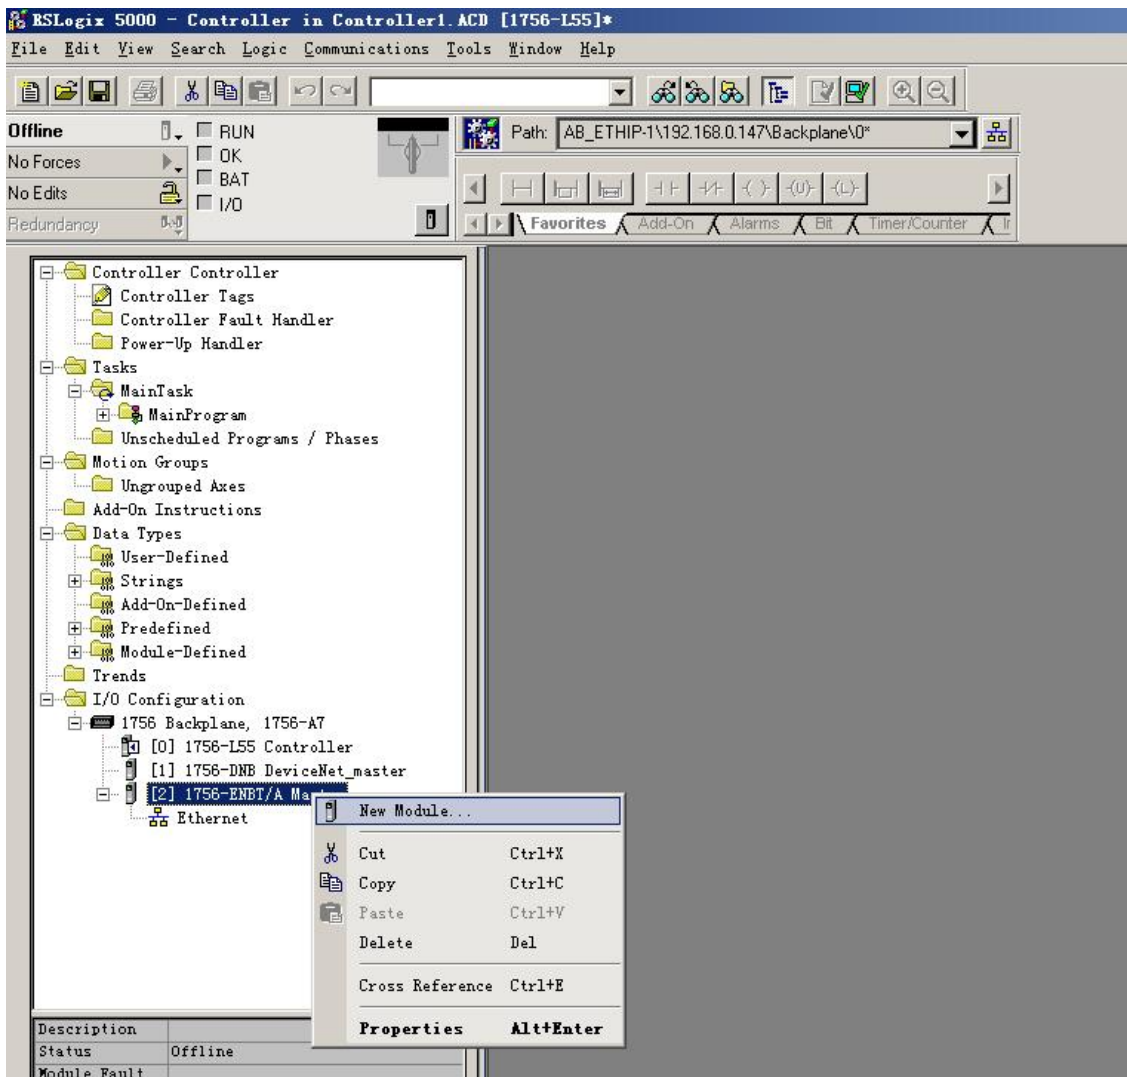 RSLogix 5000 - Controller in Controller1.ACD [1756-L55]*
File Edit View Search Logic Communications Tools Window Help
Offline
RUN
Path: AB_ETHIP-1\192.168.0.147\Backplane\0*
No Forces
OK
No Edits
BAT
I/O
Redundancy
Favorites Add-On Alarms Bit Timer/Counter
Controller Controller
Controller Tags
Controller Fault Handler
Power-Up Handler
Tasks
MainTask
MainProgram
Unscheduled Programs / Phases
Motion Groups
Ungrouped Axes
Add-On Instructions
Data Types
User-Defined
Strings
Add-On-Defined
Predefined
Module-Defined
Trends
I/O Configuration
1756 Backplane, 1756-A7
[0] 1756-L55 Controller
[1] 1756-DNB DeviceNet_master
[2] 1756-ENBT/A Ma
Ethernet
New Module...
Cut Ctrl+X
Copy Ctrl+C
Paste Ctrl+V
Delete Del
Cross Reference Ctrl+E
Properties Alt+Enter
Description
Status Offline
Module Fault